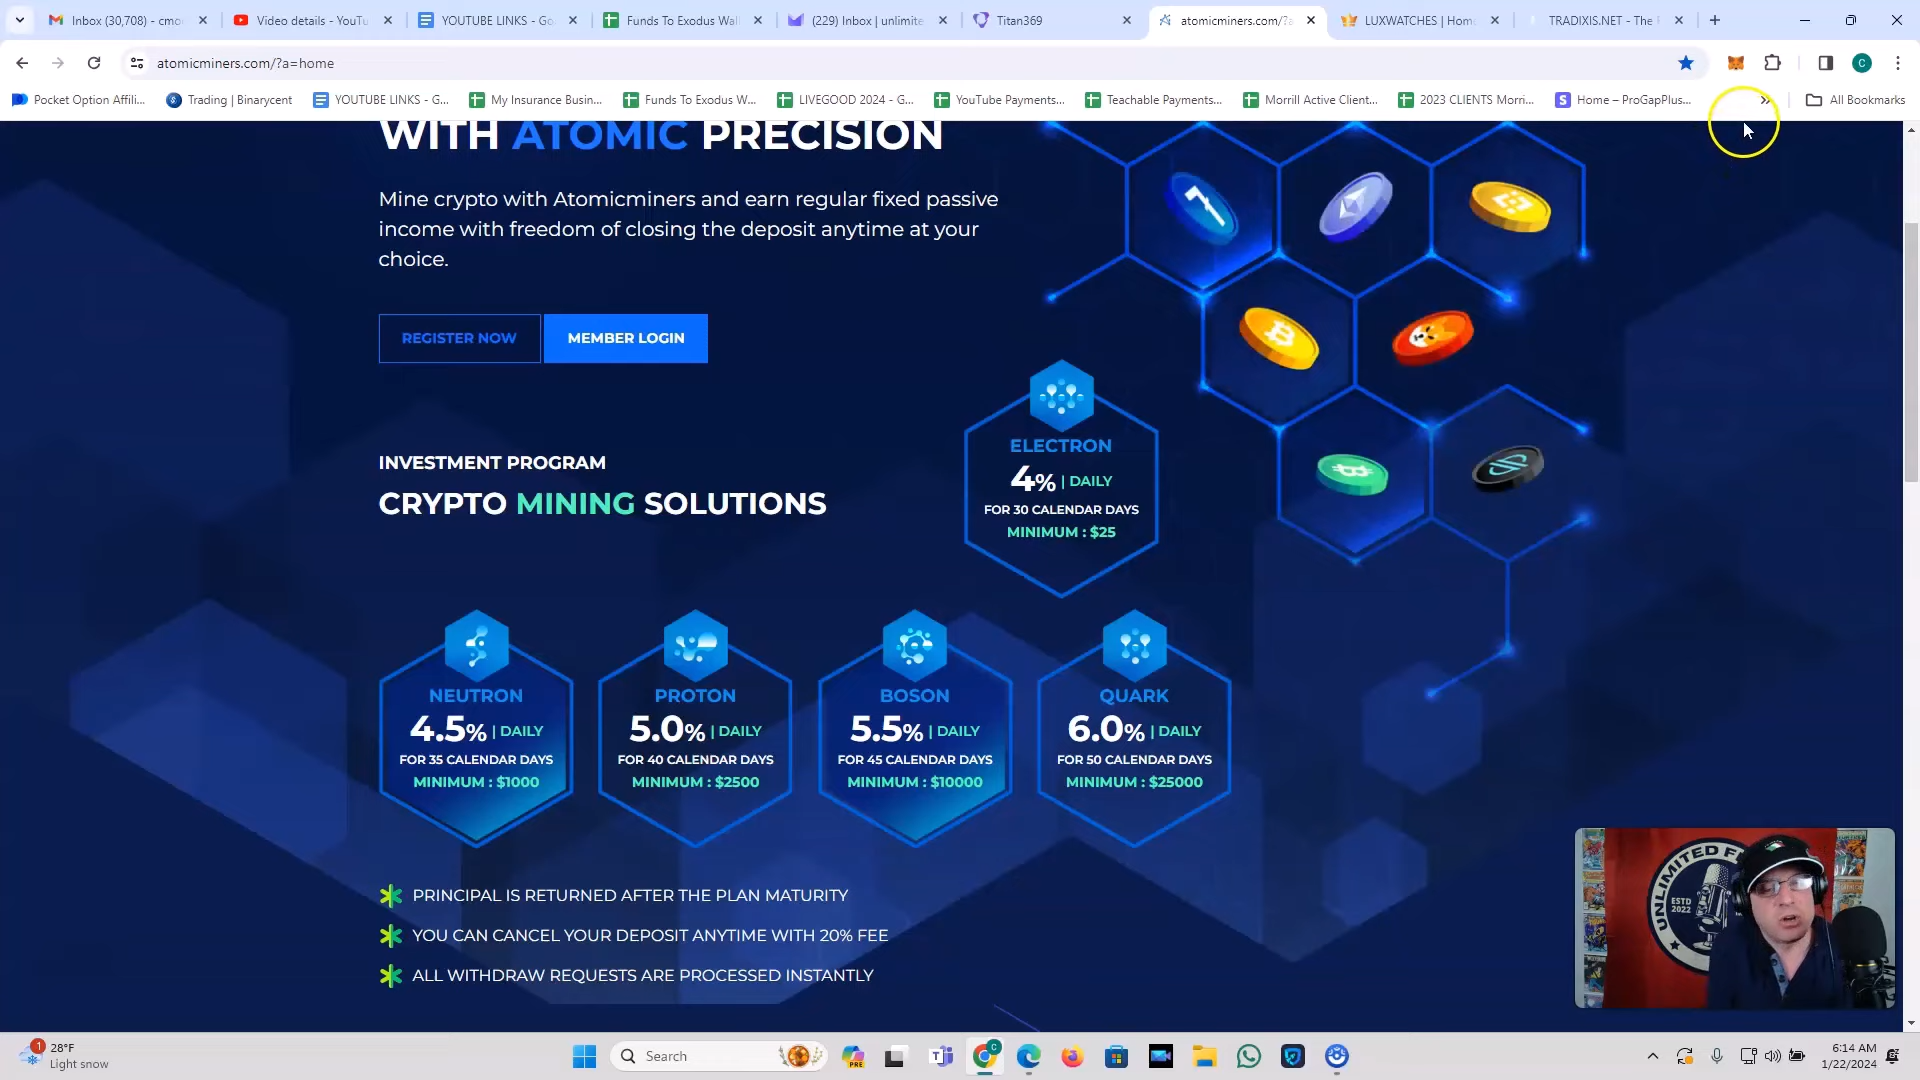 Inbox (30,708) - cmo
Video details - YouTu
YOUTUBE LINKS - Go
Funds To Exodus Wal
(229) Inbox | unlimite
Titan369
atomicminers.com/?a
LUXWATCHES | Hom
TRADIXIS.NET - The
atomicminers.com/?a=home
C
Pocket Option Affili...
Trading | Binarycent
YOUTUBE LINKS - G...
My Insurance Busin...
Funds To Exodus W...
LIVEGOOD 2024 - G...
YouTube Payments...
Teachable Payments...
Morrill Active Client...
2023 CLIENTS Morri...
Home – ProGapPlus...
All Bookmarks
WITH ATOMIC PRECISION
Mine crypto with Atomicminers and earn regular fixed passive
income with freedom of closing the deposit anytime at your
choice.
REGISTER NOW
MEMBER LOGIN
INVESTMENT PROGRAM
CRYPTO MINING SOLUTIONS
ELECTRON
4% | DAILY
FOR 30 CALENDAR DAYS
MINIMUM : $25
NEUTRON
4.5% | DAILY
FOR 35 CALENDAR DAYS
MINIMUM : $1000
PROTON
5.0% | DAILY
FOR 40 CALENDAR DAYS
MINIMUM : $2500
BOSON
5.5% | DAILY
FOR 45 CALENDAR DAYS
MINIMUM : $10000
QUARK
6.0% | DAILY
FOR 50 CALENDAR DAYS
MINIMUM : $25000
PRINCIPAL IS RETURNED AFTER THE PLAN MATURITY
YOU CAN CANCEL YOUR DEPOSIT ANYTIME WITH 20% FEE
ALL WITHDRAW REQUESTS ARE PROCESSED INSTANTLY
UNLIMITED F
ESTD
2022
1
28°F
Light snow
Search
PRE
C
6:14 AM
1/22/2024